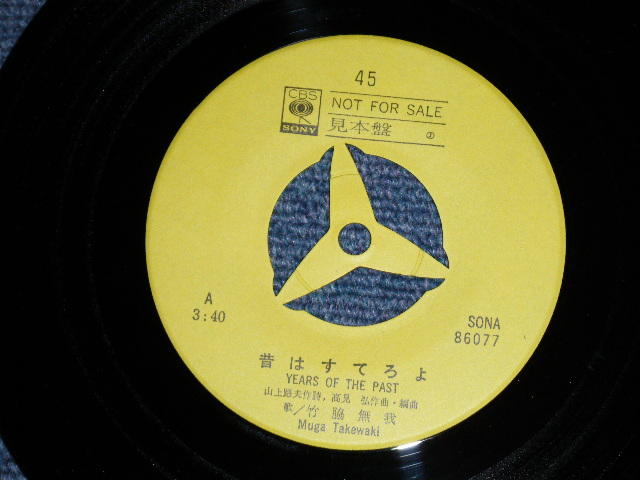 45
CBS
SONY
NOT FOR SALE
見本盤 ㋜
A
3:40
SONA
86077
昔はすてろよ
YEARS OF THE PAST
山上路夫作詩, 高見 弘作曲・編曲
歌/竹脇無我
Muga Takewaki